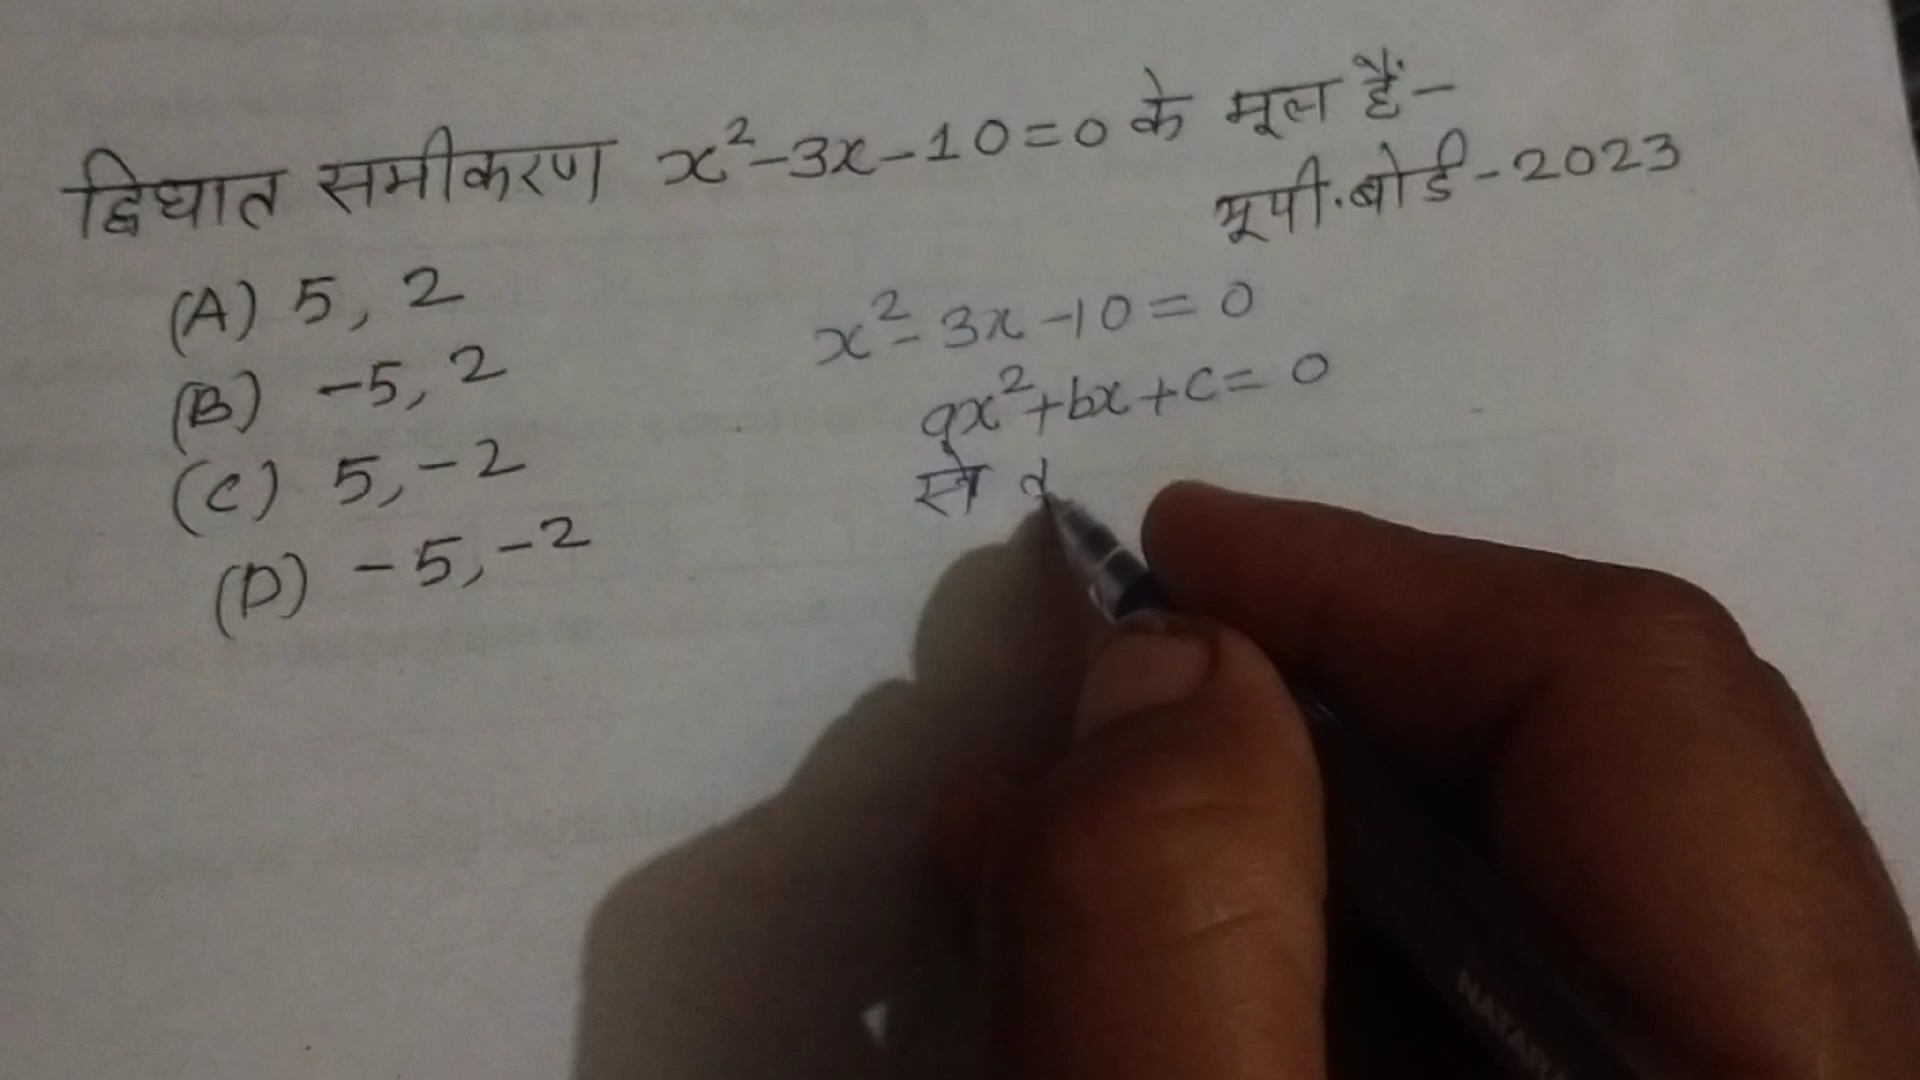 द्विघात समीकरण x²-3x-10=0 के मूल हैं-
यूपी.बोर्ड-2023
(A) 5, 2
(B) -5, 2
(C) 5, -2
(D) -5, -2
x²-3x-10=0
ax²+bx+c=0
से